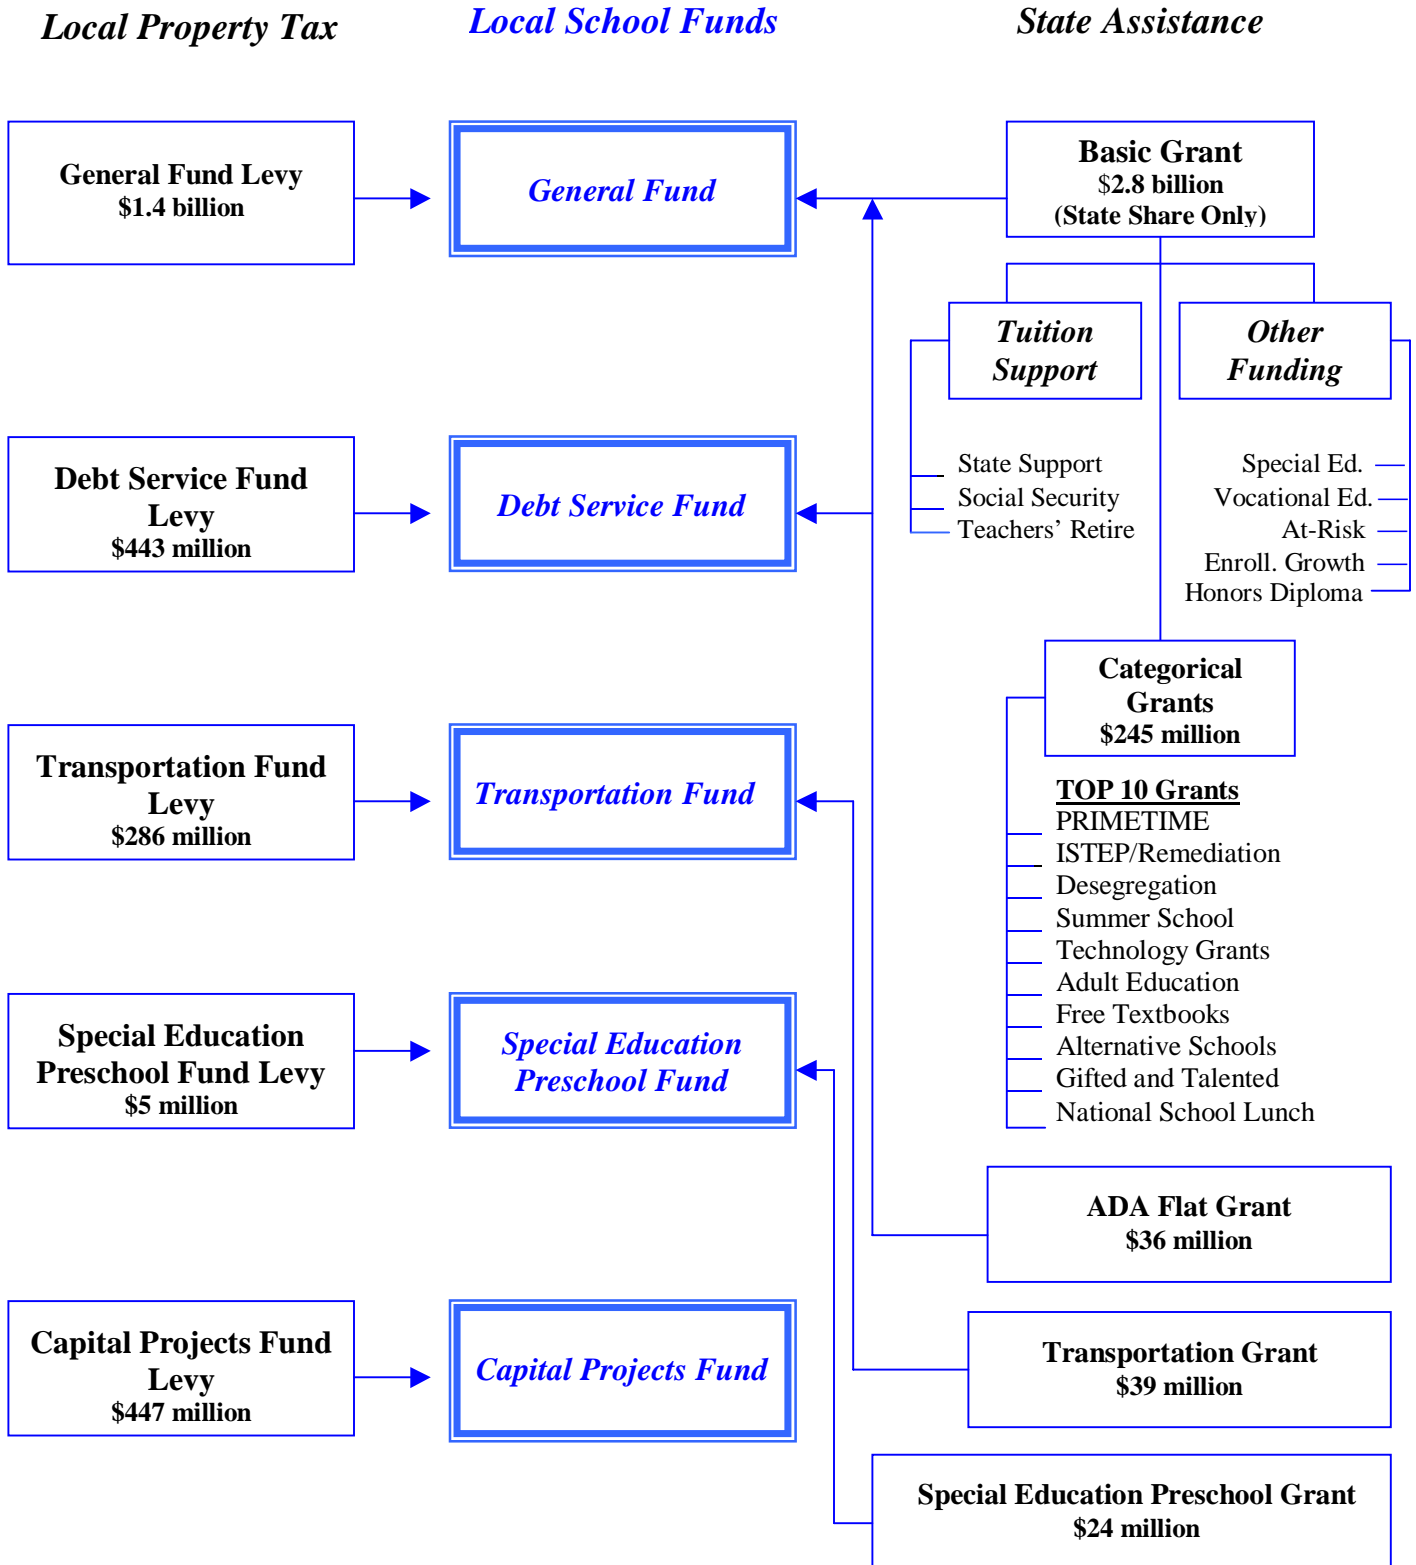 Local Property Tax
Local School Funds
State Assistance
General Fund Levy
$1.4 billion
General Fund
Basic Grant
$2.8 billion
(State Share Only)
Tuition
Support
Other
Funding
State Support
Social Security
Teachers’ Retire
Special Ed.
Vocational Ed.
At-Risk
Enroll. Growth
Honors Diploma
Debt Service Fund
Levy
$443 million
Debt Service Fund
Categorical
Grants
$245 million
TOP 10 Grants
PRIMETIME
ISTEP/Remediation
Desegregation
Summer School
Technology Grants
Adult Education
Free Textbooks
Alternative Schools
Gifted and Talented
National School Lunch
Transportation Fund
Levy
$286 million
Transportation Fund
Special Education
Preschool Fund Levy
$5 million
Special Education
Preschool Fund
ADA Flat Grant
$36 million
Capital Projects Fund
Levy
$447 million
Capital Projects Fund
Transportation Grant
$39 million
Special Education Preschool Grant
$24 million